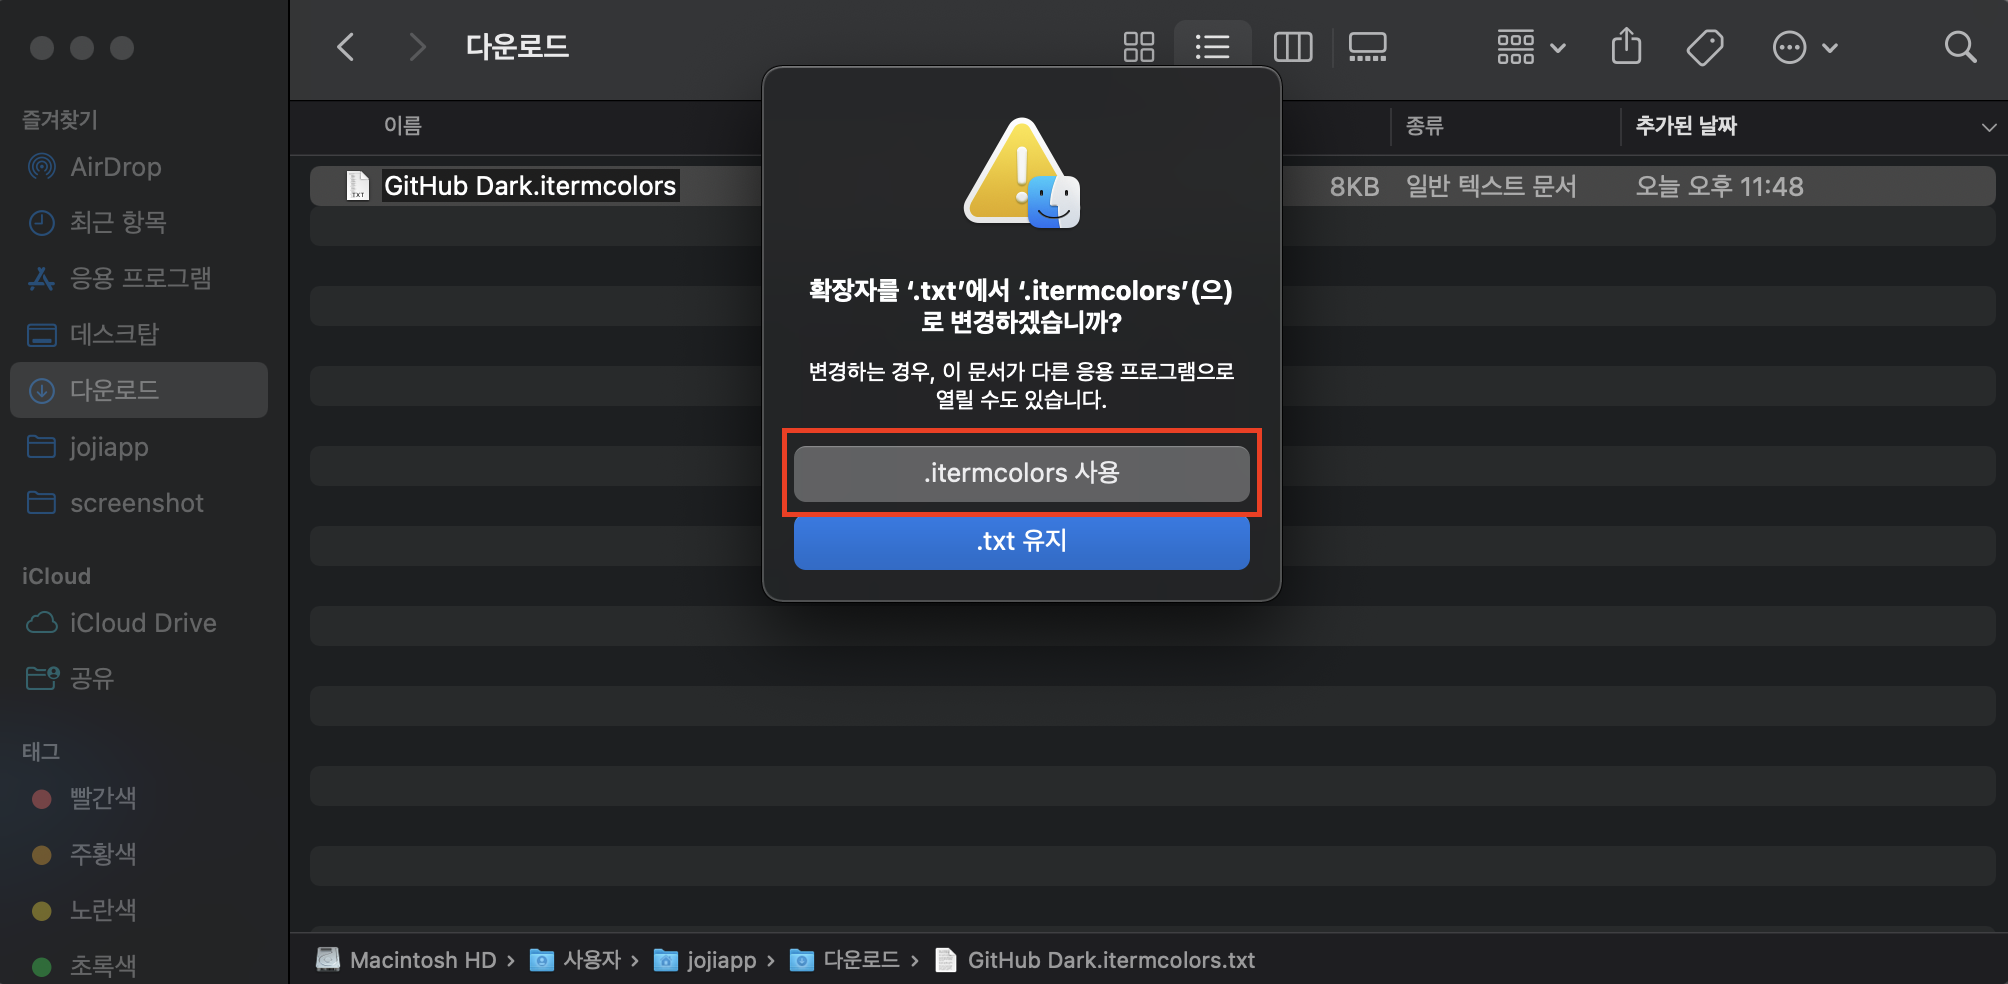 다운로드
즐겨찾기
AirDrop
최근 항목
응용 프로그램
데스크탑
다운로드
jojiapp
screenshot
iCloud
iCloud Drive
공유
태그
빨간색
주황색
노란색
초록색
이름
종류
추가된 날짜
TXT
GitHub Dark.itermcolors
8KB
일반 텍스트 문서
오늘 오후 11:48
확장자를 ‘.txt’에서 ‘.itermcolors’(으)
로 변경하겠습니까?
변경하는 경우, 이 문서가 다른 응용 프로그램으로
열릴 수도 있습니다.
.itermcolors 사용
.txt 유지
Macintosh HD › 사용자 › jojiapp › 다운로드 › GitHub Dark.itermcolors.txt